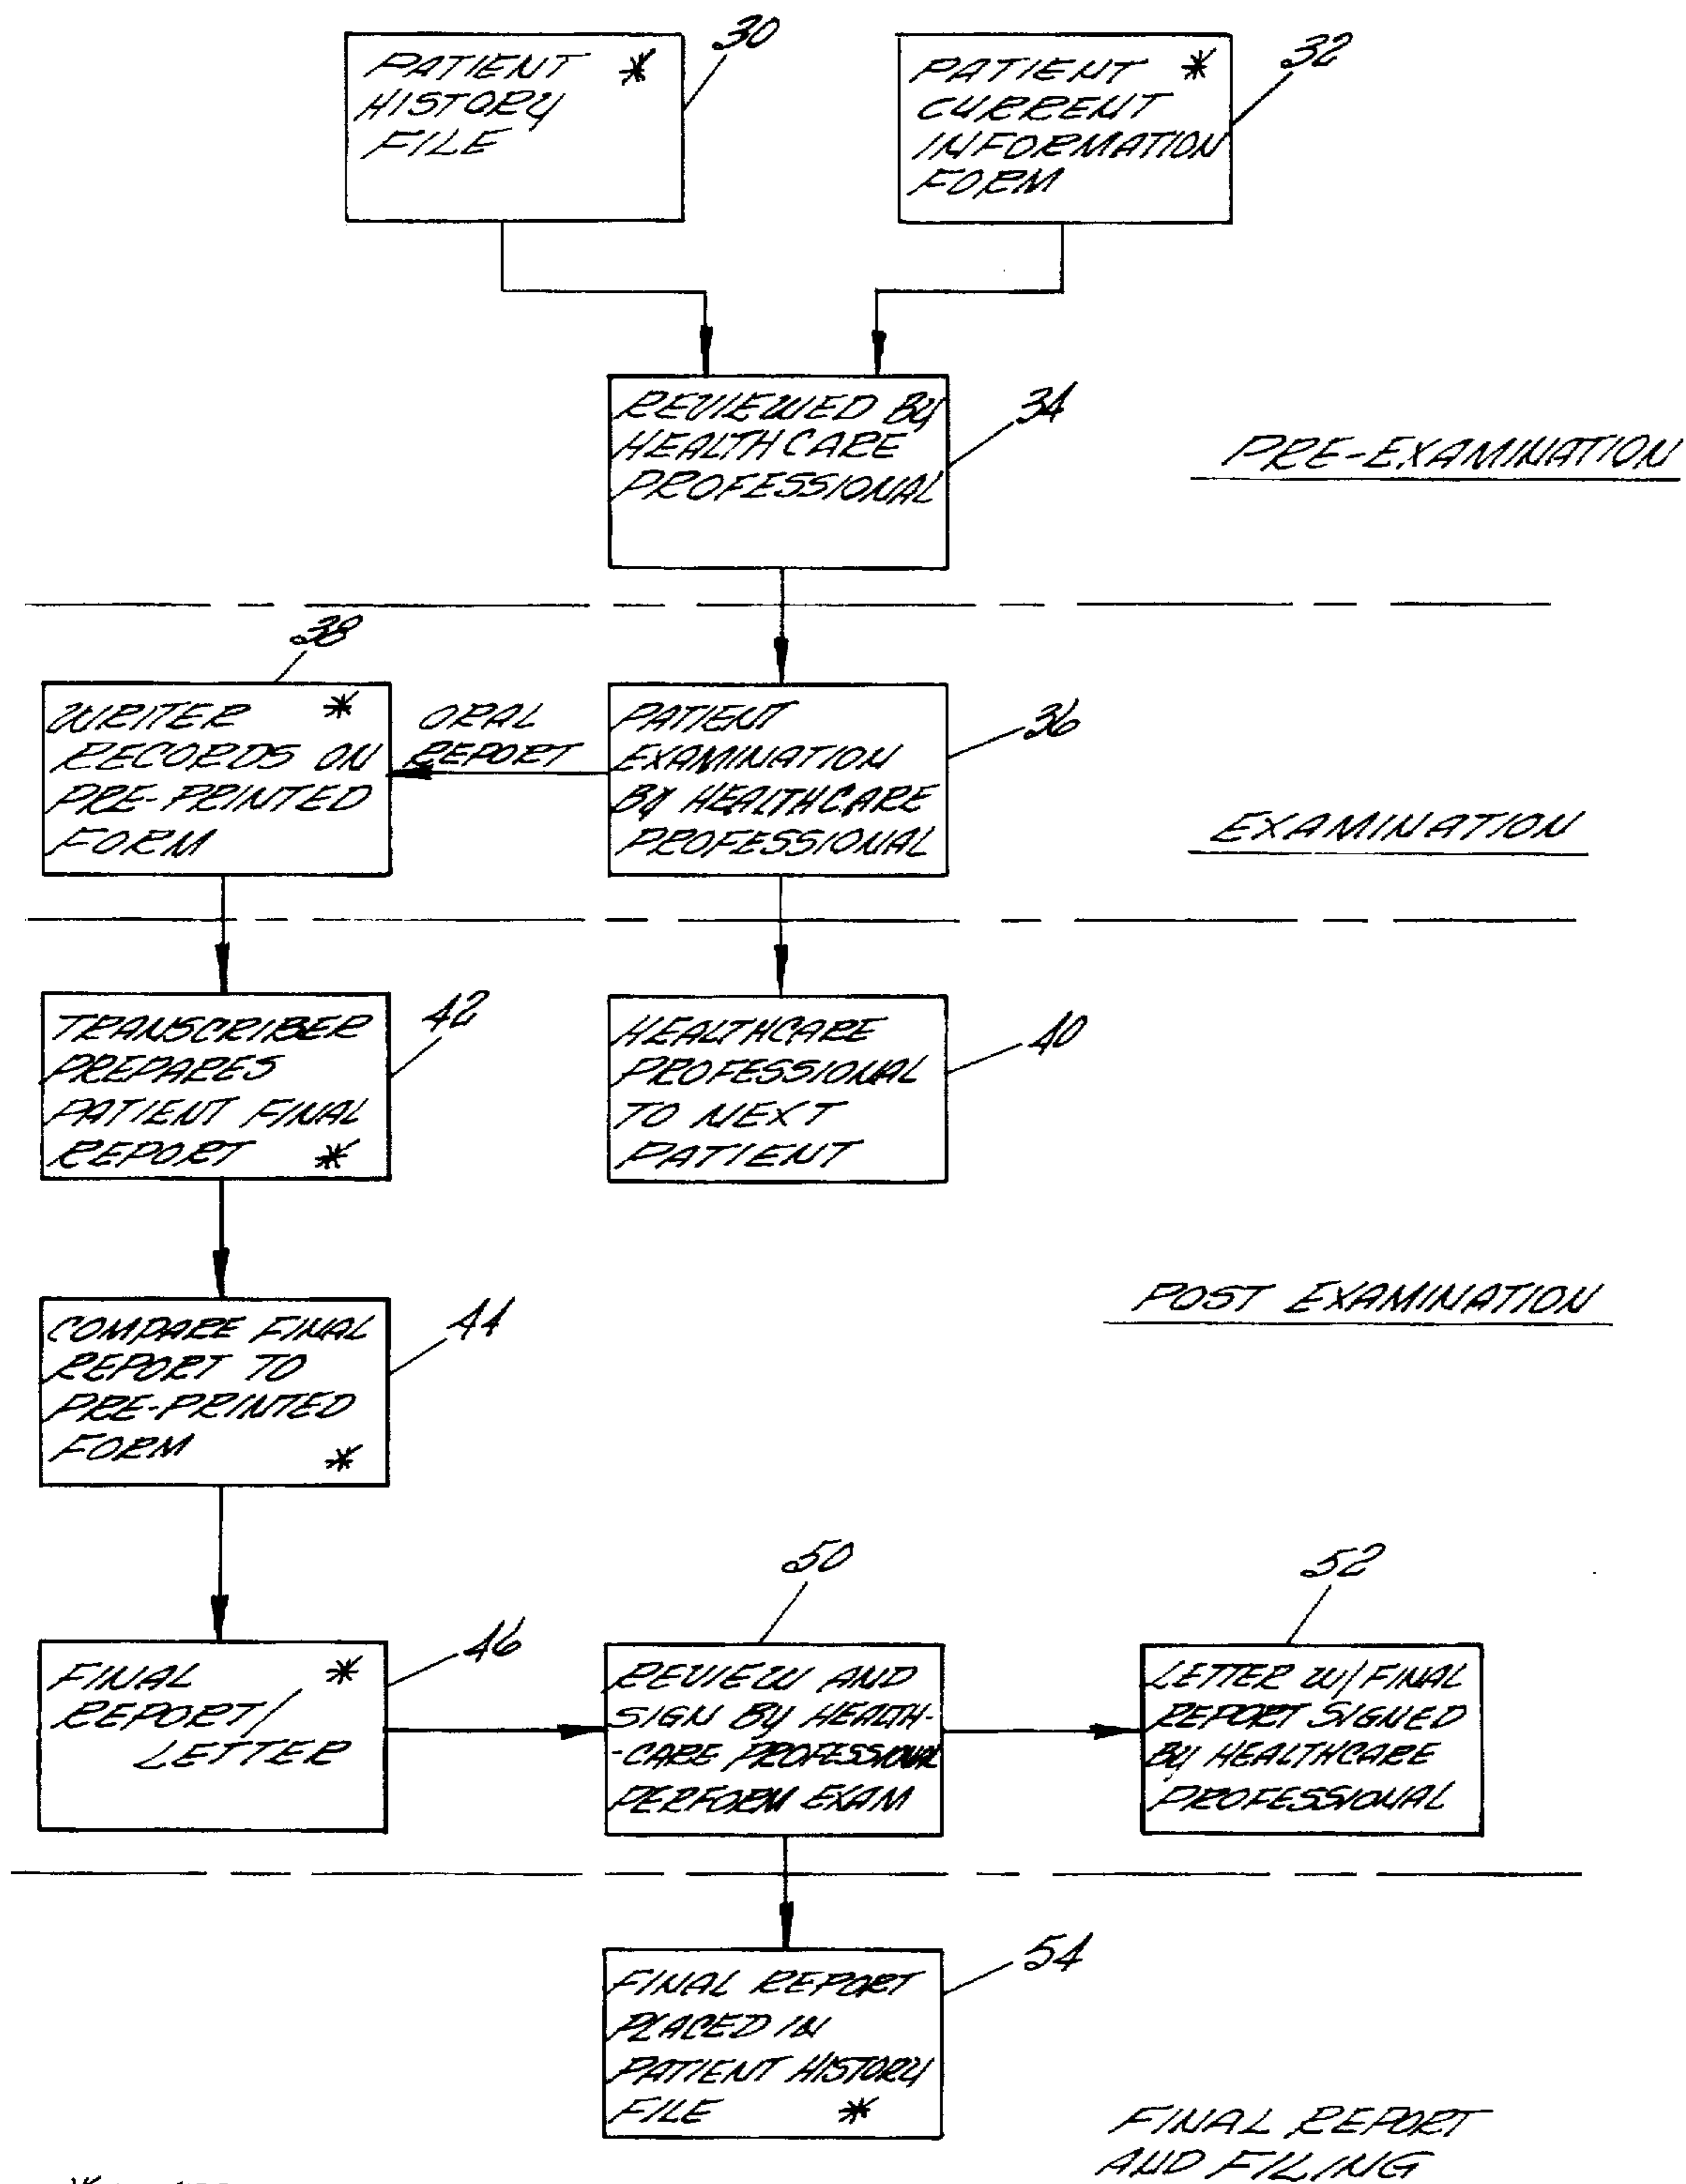 30
PATIENT *
HISTORY
FILE
32
PATIENT *
CURRENT
INFORMATION
FORM
REVIEWED BY
HEALTHCARE
PROFESSIONAL
34
PRE-EXAMINATION
38
WRITER *
RECORDS ON
PRE-PRINTED
FORM
ORAL
REPORT
PATIENT
EXAMINATION
BY HEALTHCARE
PROFESSIONAL
36
EXAMINATION
TRANSCRIBER
PREPARES
PATIENT FINAL
REPORT *
42
HEALTHCARE
PROFESSIONAL
TO NEXT
PATIENT
40
POST EXAMINATION
COMPARE FINAL
REPORT TO
PRE-PRINTED
FORM *
44
FINAL *
REPORT/
LETTER
46
50
REVIEW AND
SIGN BY HEALTH-
-CARE PROFESSIONAL
PERFORM EXAM
52
LETTER W/FINAL
REPORT SIGNED
BY HEALTHCARE
PROFESSIONAL
FINAL REPORT
PLACED IN
PATIENT HISTORY
FILE *
54
FINAL REPORT
AND FILING
*